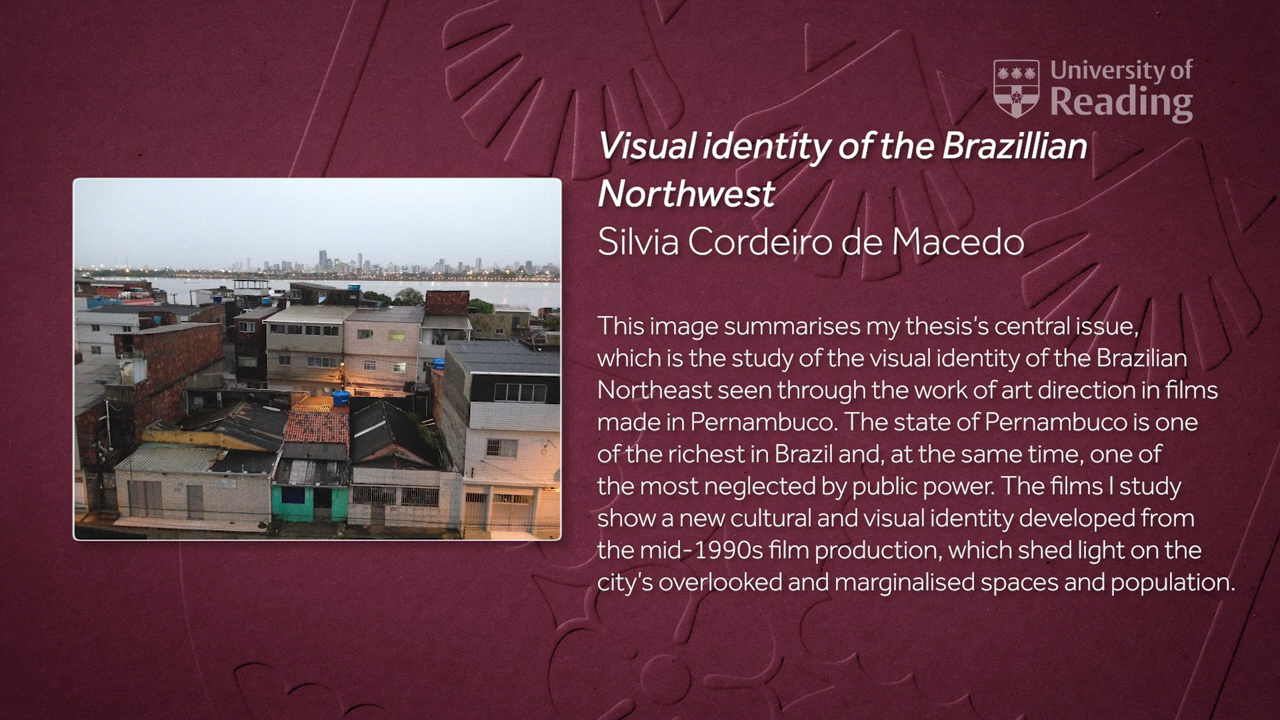 University of
Reading
Visual identity of the Brazillian
Northwest
Silvia Cordeiro de Macedo
This image summarises my thesis's central issue,
which is the study of the visual identity of the Brazilian
Northeast seen through the work of art direction in films
made in Pernambuco. The state of Pernambuco is one
of the richest in Brazil and, at the same time, one of
the most neglected by public power. The films I study
show a new cultural and visual identity developed from
the mid-1990s film production, which shed light on the
city's overlooked and marginalised spaces and population.